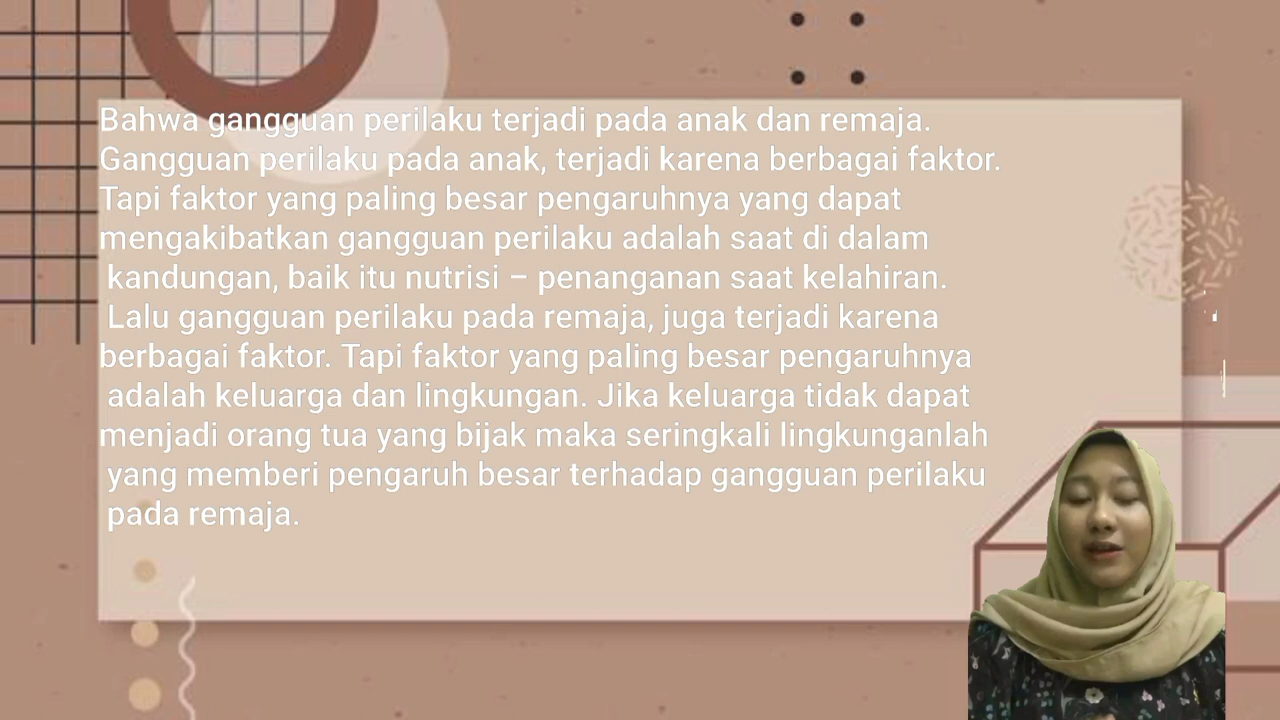 Bahwa gangguan perilaku terjadi pada anak dan remaja.
Gangguan perilaku pada anak, terjadi karena berbagai faktor.
Tapi faktor yang paling besar pengaruhnya yang dapat
mengakibatkan gangguan perilaku adalah saat di dalam
kandungan, baik itu nutrisi – penanganan saat kelahiran.
Lalu gangguan perilaku pada remaja, juga terjadi karena
berbagai faktor. Tapi faktor yang paling besar pengaruhnya
adalah keluarga dan lingkungan. Jika keluarga tidak dapat
menjadi orang tua yang bijak maka seringkali lingkunganlah
yang memberi pengaruh besar terhadap gangguan perilaku
pada remaja.